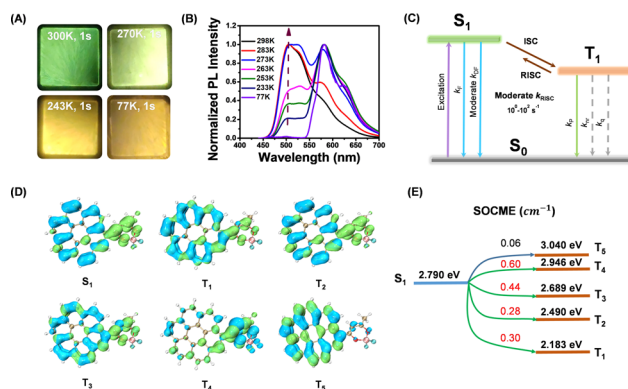 (A)
300K, 1s
270K, 1s
243K, 1s
77K, 1s
(B)
Normalized PL Intensity
1.2
1.0
0.8
0.6
0.4
0.2
0.0
298K
283K
273K
263K
253K
233K
77K
400 450 500 550 600 650 700
Wavelength (nm)
(C)
S1
ISC
T1
RISC
Moderate kRISC
10⁰-10² s⁻¹
Excitation
kF
Moderate kDF
kP
knr
kq
S0
(D)
S1
T1
T2
T3
T4
T5
(E)
SOCME (cm⁻¹)
S1
2.790 eV
0.06
3.040 eV
T5
0.60
2.946 eV
T4
0.44
2.689 eV
T3
0.28
2.490 eV
T2
0.30
2.183 eV
T1